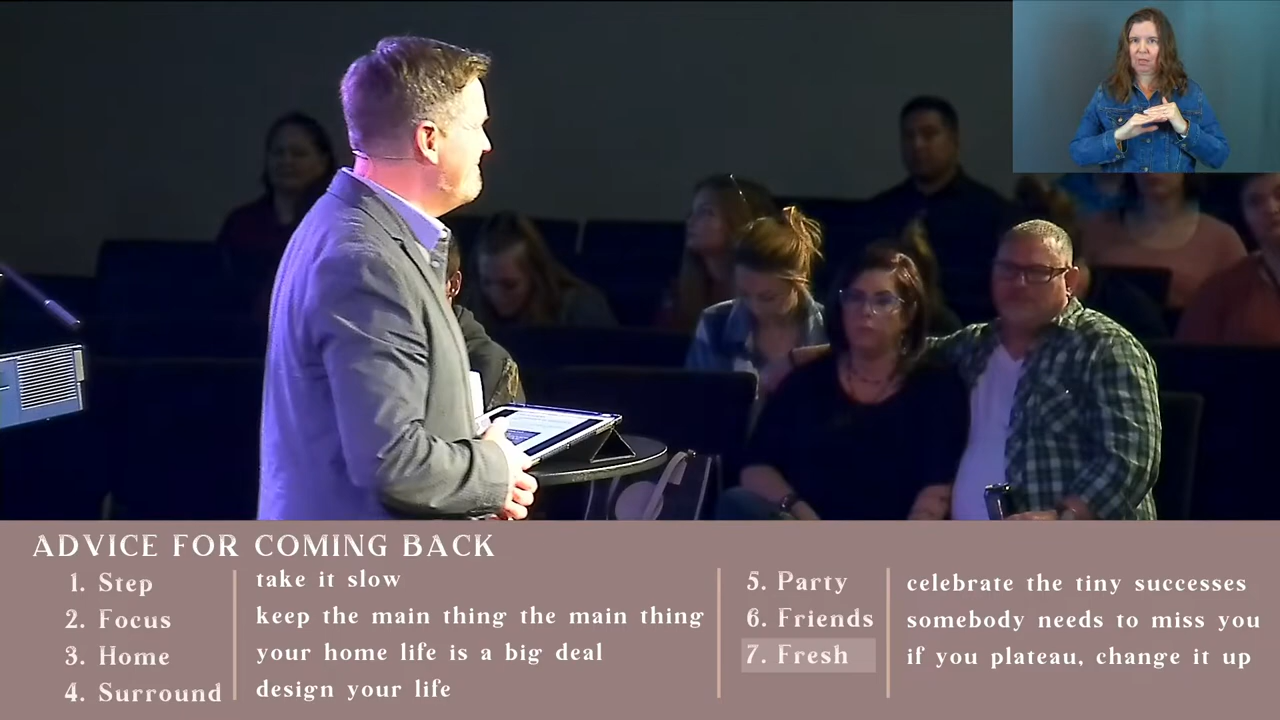 ADVICE FOR COMING BACK
1. Step take it slow
2. Focus keep the main thing the main thing
3. Home your home life is a big deal
4. Surround design your life
5. Party celebrate the tiny successes
6. Friends somebody needs to miss you
7. Fresh if you plateau, change it up